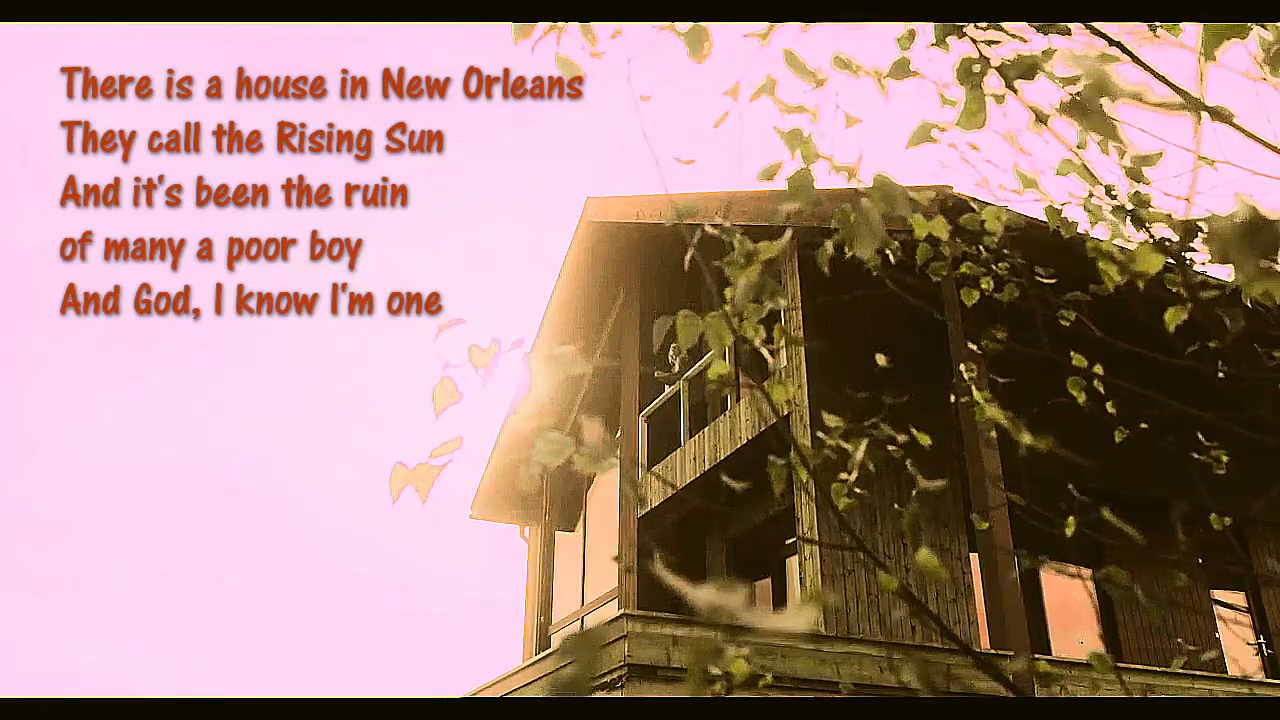 There is a house in New Orleans
They call the Rising Sun
And it's been the ruin
of many a poor boy
And God, I know I'm one